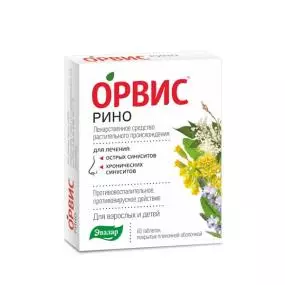 ОРВИС®
РИНО
Лекарственное средство
растительного происхождения
ДЛЯ ЛЕЧЕНИЯ:
ОСТРЫХ СИНУСИТОВ
ХРОНИЧЕСКИХ
СИНУСИТОВ
Противовоспалительное,
противовирусное действие
Для взрослых и детей
Эвалар
60 таблеток,
покрытых пленочной оболочкой